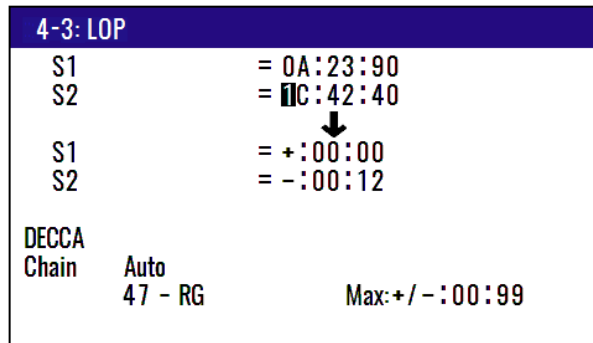 4-3: LOP
S1 = 0A:23:90
S2 = 1C:42:40
↓
S1 = +:00:00
S2 = -:00:12
DECCA
Chain Auto
47 - RG Max:+/-:00:99